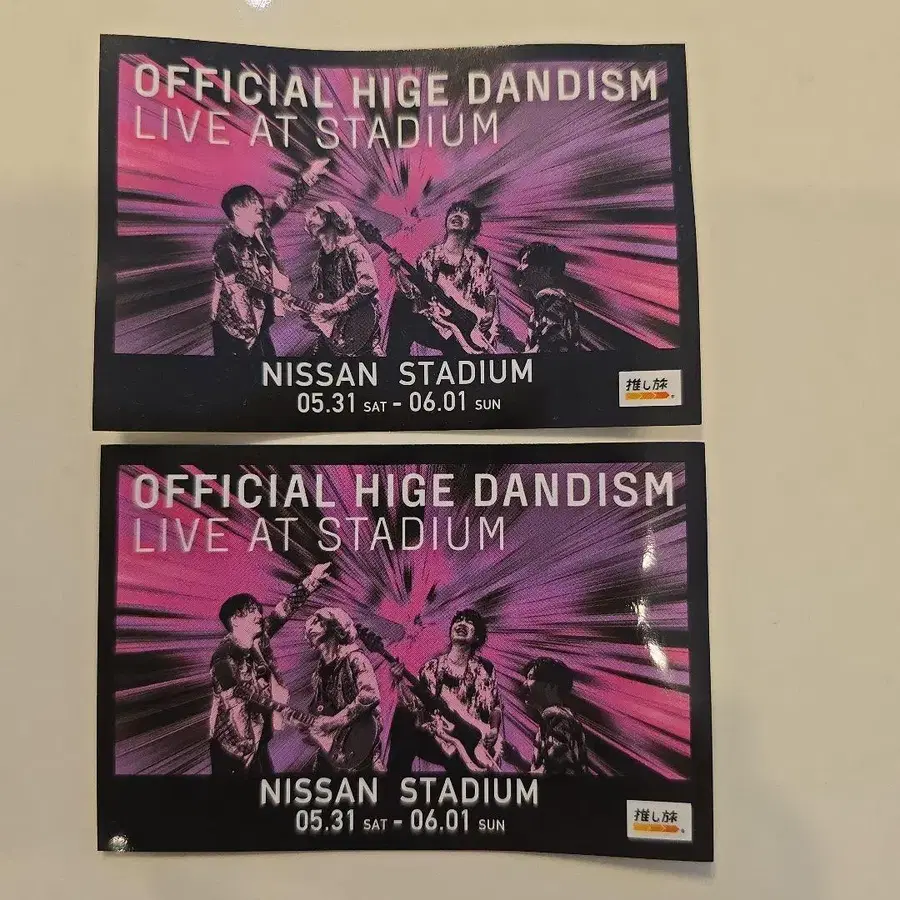 OFFICIAL HIGE DANDISM
LIVE AT STADIUM
NISSAN STADIUM
05.31 SAT - 06.01 SUN
推し旅
OFFICIAL HIGE DANDISM
LIVE AT STADIUM
NISSAN STADIUM
05.31 SAT - 06.01 SUN
推し旅